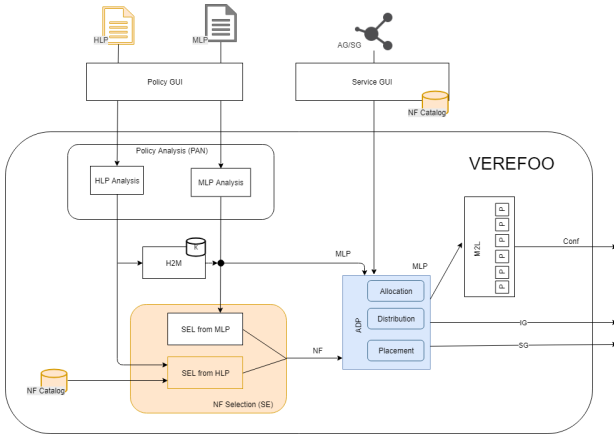 HLP
MLP
AG/SG
Policy GUI
Service GUI
NF Catalog
Policy Analysis (PAN)
VEREFOO
HLP Analysis
MLP Analysis
H2M
K
MLP
MLP
M2L
P
P
P
P
P
P
Conf
ADP
Allocation
Distribution
Placement
IG
SG
SEL from MLP
SEL from HLP
NF
NF Selection (SE)
NF Catalog